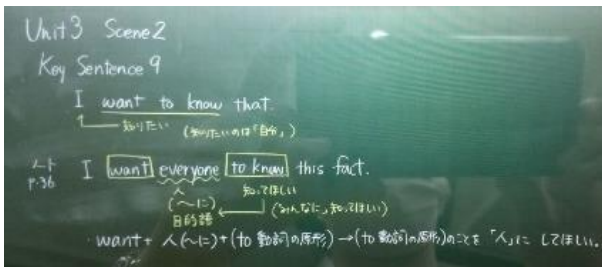 Unit3 Scene2
Key Sentence 9
I want to know that.
知りたい (知りたいのは「自分」)
ノート P.36 I want everyone to know this fact.
人 知ってほしい
(〜に) (「みんなに」知ってほしい)
目的語
・want + 人(〜に)+(to 動詞の原形)→(to 動詞の原形)のことを「人」に してほしい。